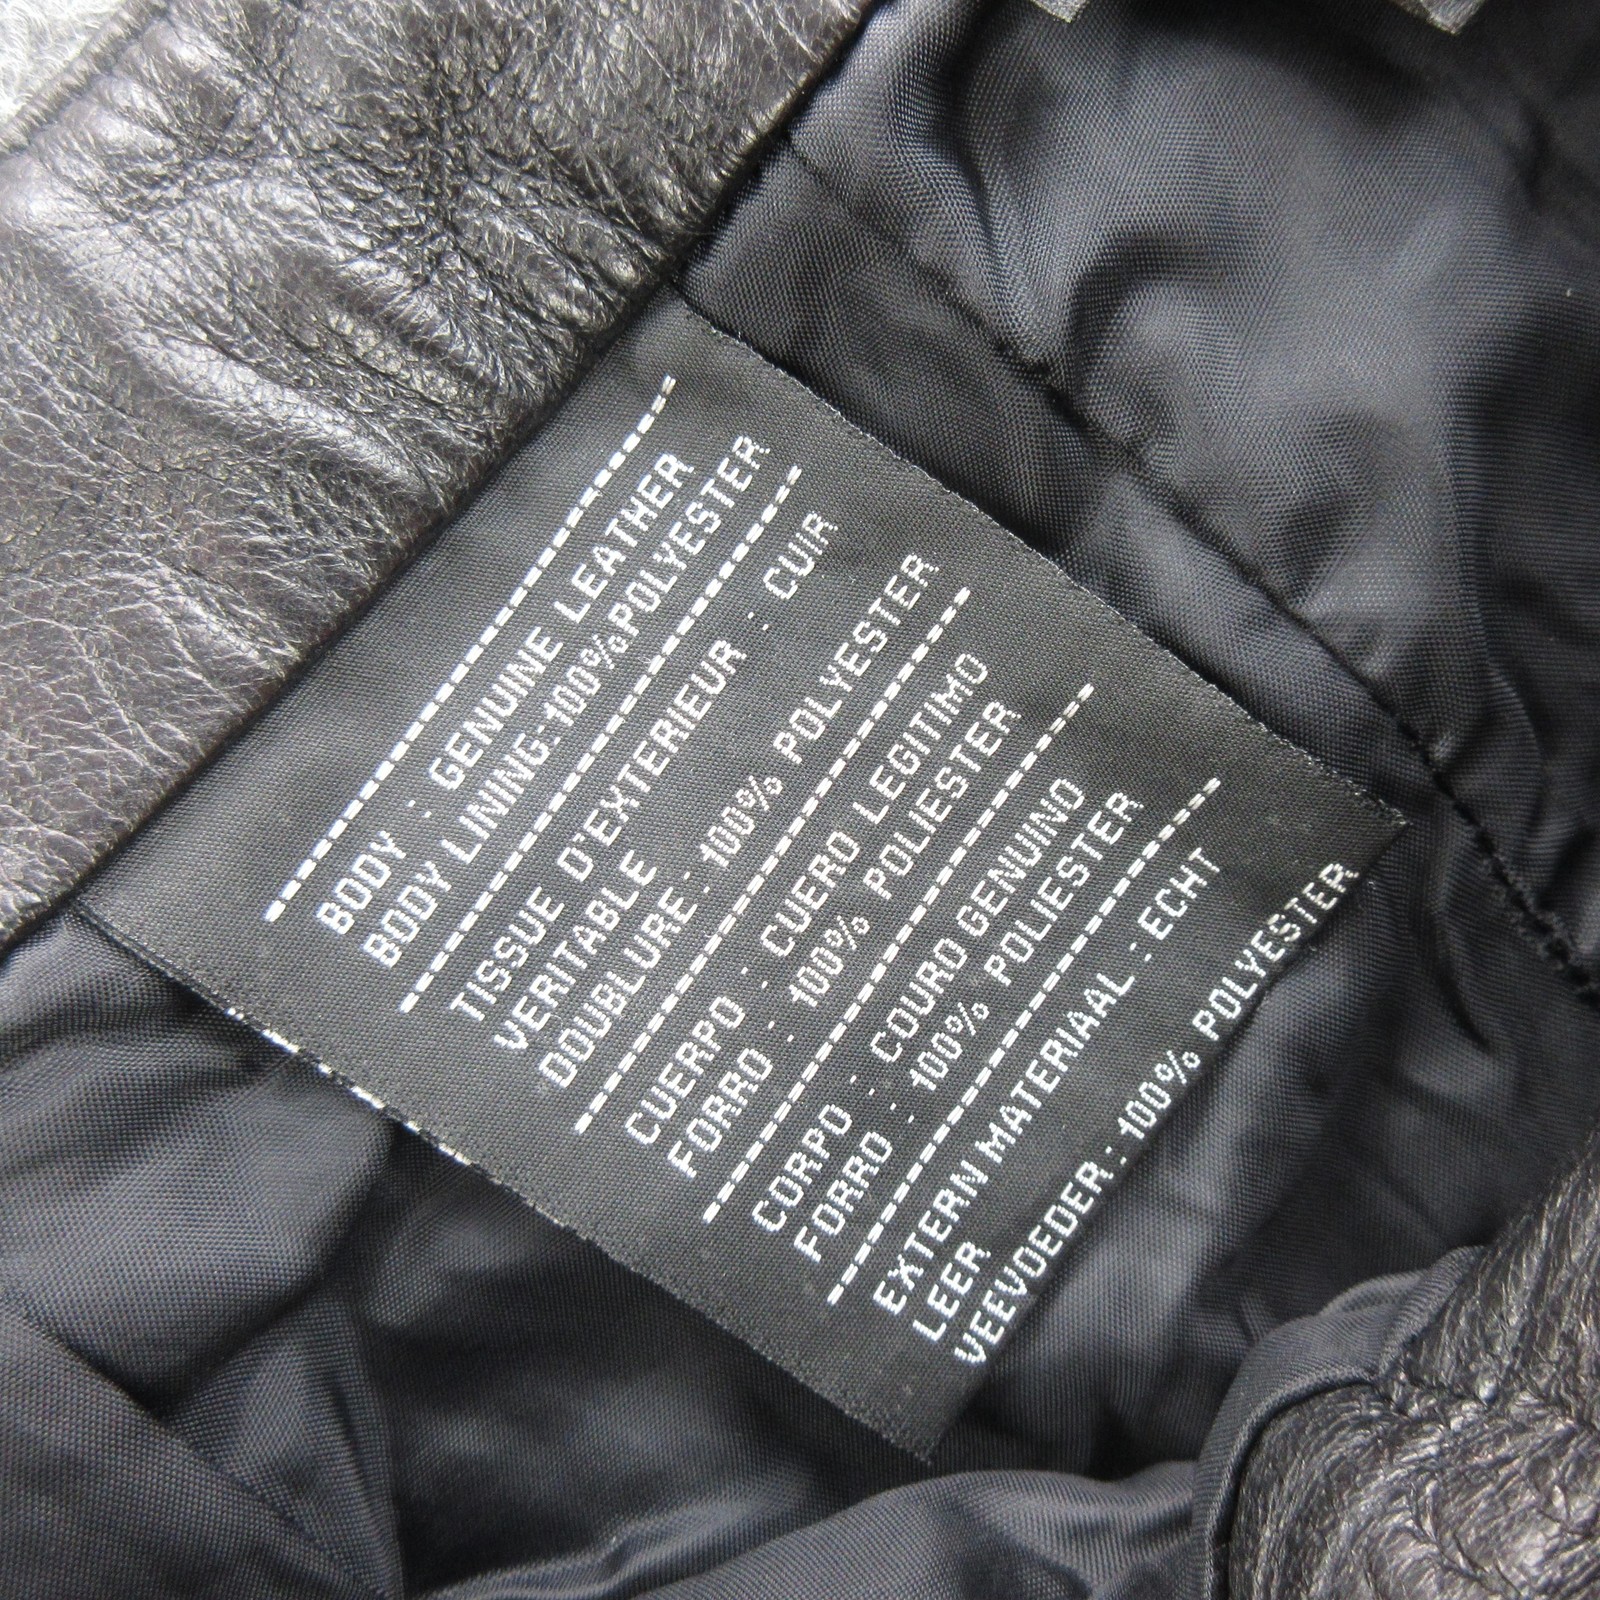 BODY : GENUINE LEATHER
BODY LINING:100%POLYESTER
TISSUE D'EXTERIEUR : CUIR
VERITABLE
DOUBLURE : 100% POLYESTER
CUERPO : CUERO LEGITIMO
FORRO : 100% POLIESTER
CORPO : COURO GENUINO
FORRO : 100% POLIESTER
EXTERN MATERIAAL : ECHT
LEER
VEEVOEDER : 100% POLYESTER